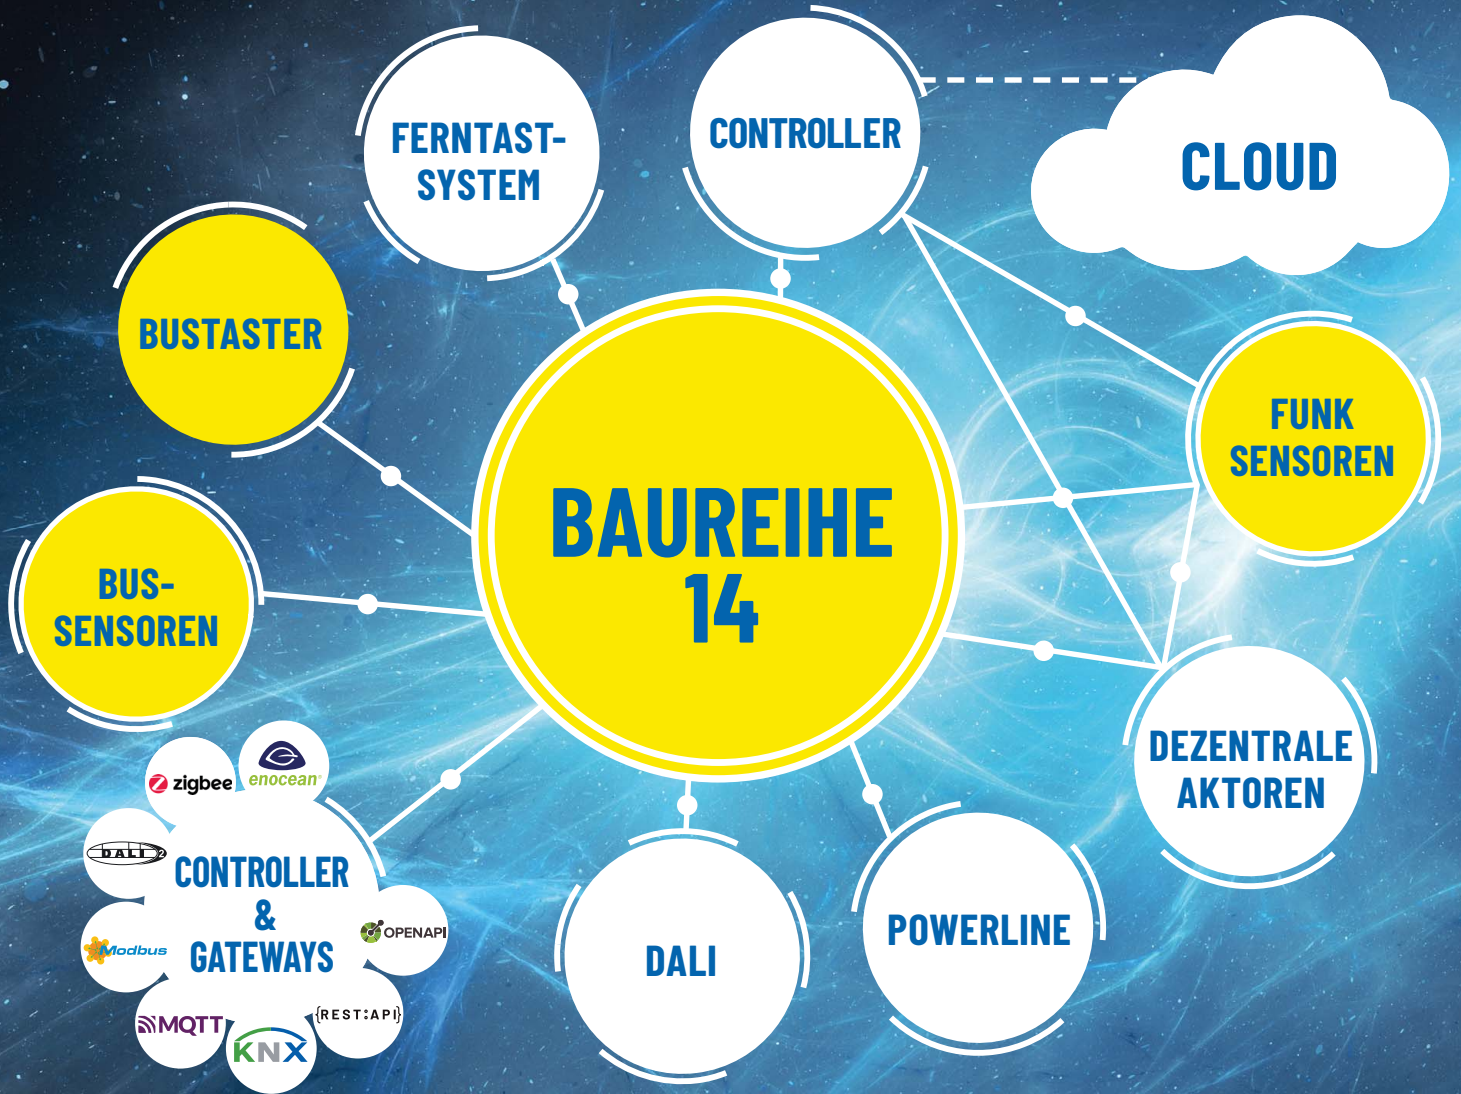 FERNTAST-
SYSTEM
CONTROLLER
CLOUD
BUSTASTER
FUNK
SENSOREN
BAUREIHE
14
BUS-
SENSOREN
DEZENTRALE
AKTOREN
zigbee
enocean®
DALI 2
CONTROLLER
&
GATEWAYS
Modbus
OPENAPI
MQTT
{REST:API}
KNX
DALI
POWERLINE